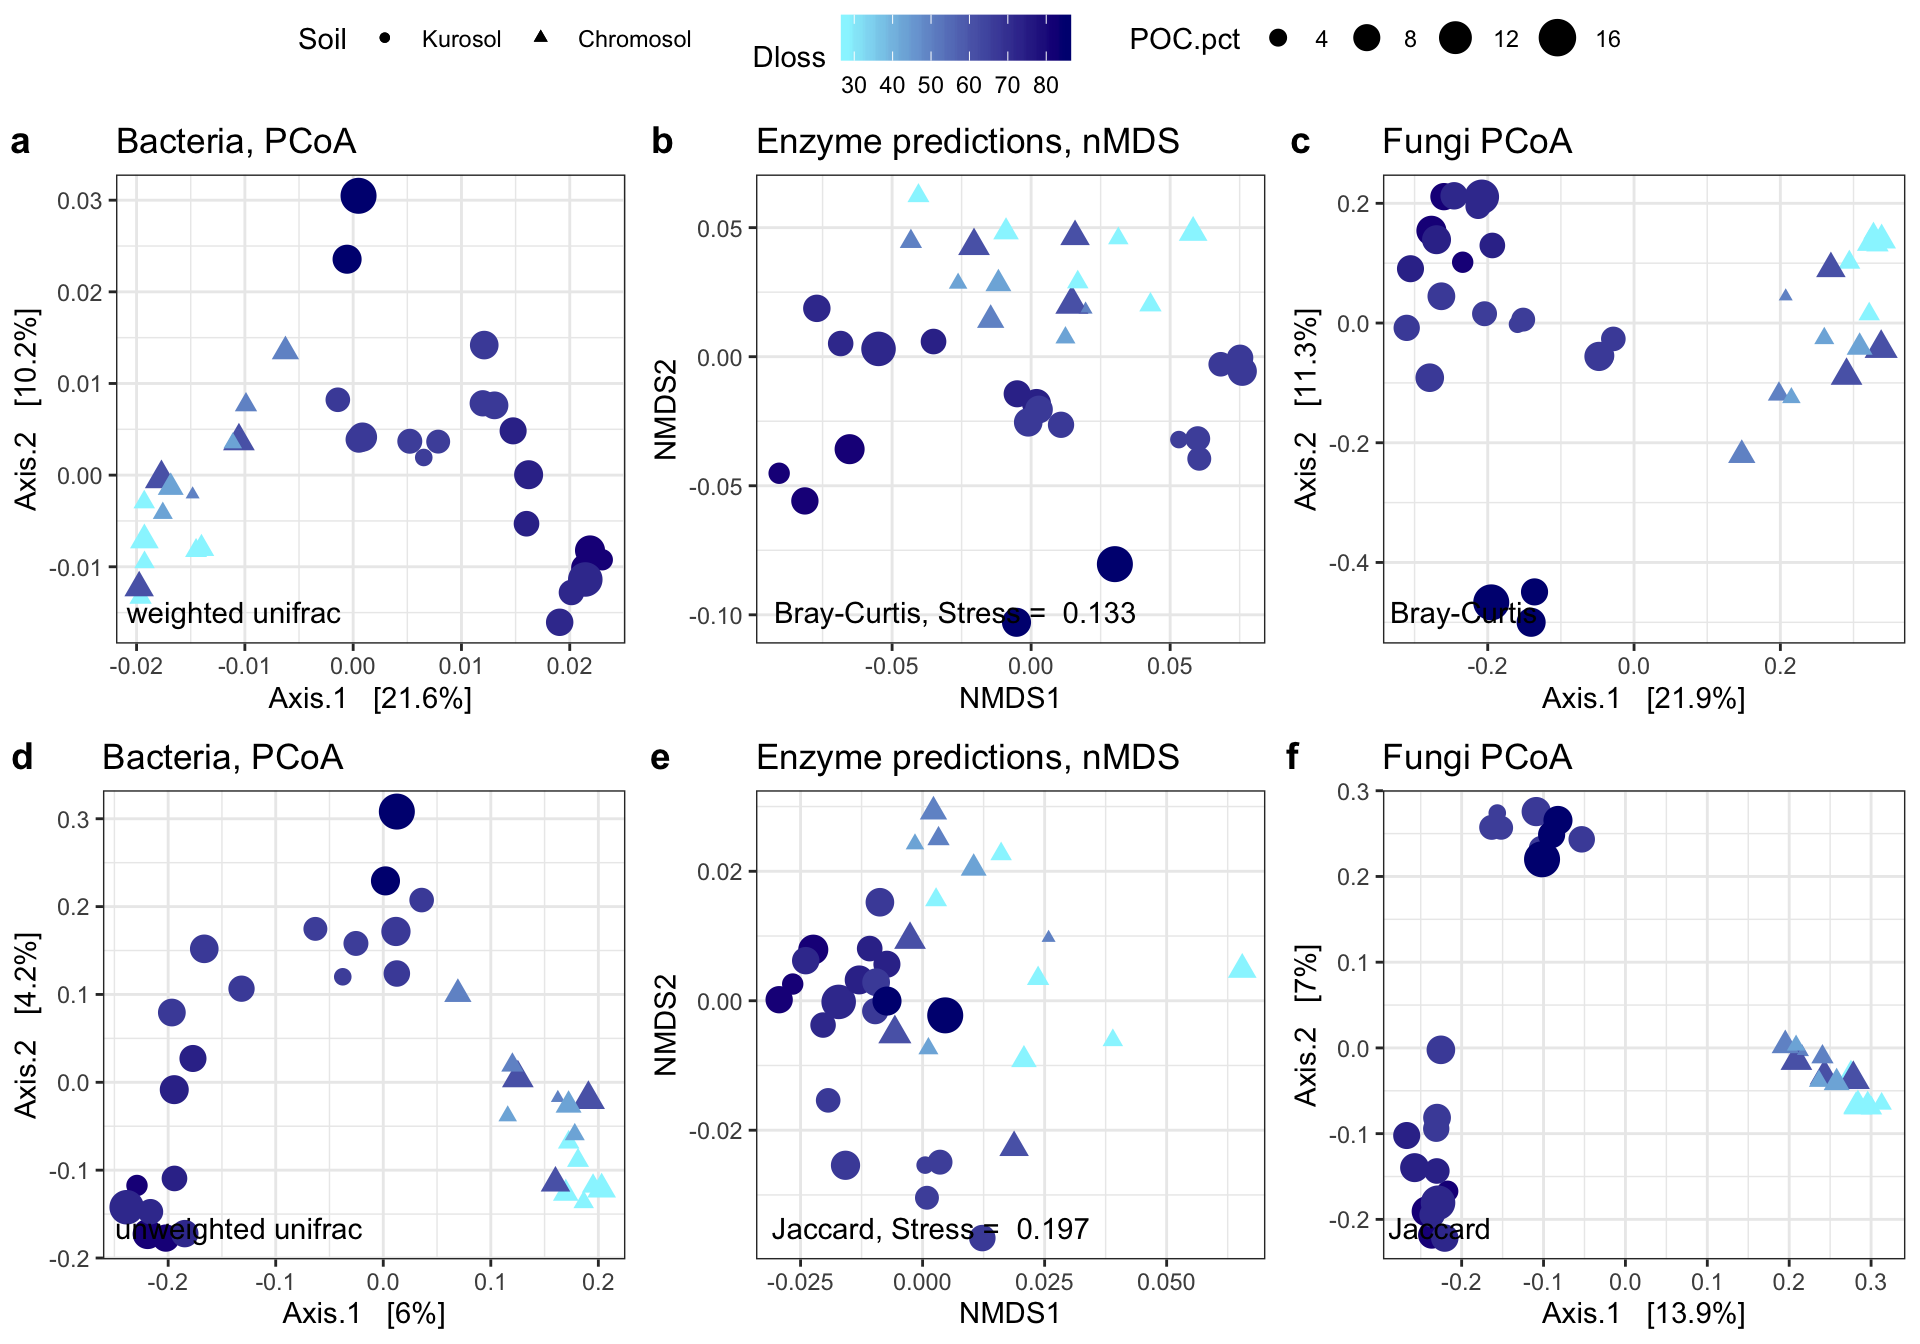 Soil Kurosol Chromosol
Dloss 30 40 50 60 70 80
POC.pct 4 8 12 16
a Bacteria, PCoA
0.03
0.02
0.01
0.00
-0.01
Axis.2 [10.2%]
weighted unifrac
-0.02 -0.01 0.00 0.01 0.02
Axis.1 [21.6%]
b Enzyme predictions, nMDS
0.05
0.00
-0.05
-0.10
NMDS2
Bray-Curtis, Stress = 0.133
-0.05 0.00 0.05
NMDS1
c Fungi PCoA
0.2
0.0
-0.2
-0.4
Axis.2 [11.3%]
Bray-Curtis
-0.2 0.0 0.2
Axis.1 [21.9%]
d Bacteria, PCoA
0.3
0.2
0.1
0.0
-0.1
-0.2
Axis.2 [4.2%]
unweighted unifrac
-0.2 -0.1 0.0 0.1 0.2
Axis.1 [6%]
e Enzyme predictions, nMDS
0.02
0.00
-0.02
NMDS2
Jaccard, Stress = 0.197
-0.025 0.000 0.025 0.050
NMDS1
f Fungi PCoA
0.3
0.2
0.1
0.0
-0.1
-0.2
Axis.2 [7%]
Jaccard
-0.2 -0.1 0.0 0.1 0.2 0.3
Axis.1 [13.9%]